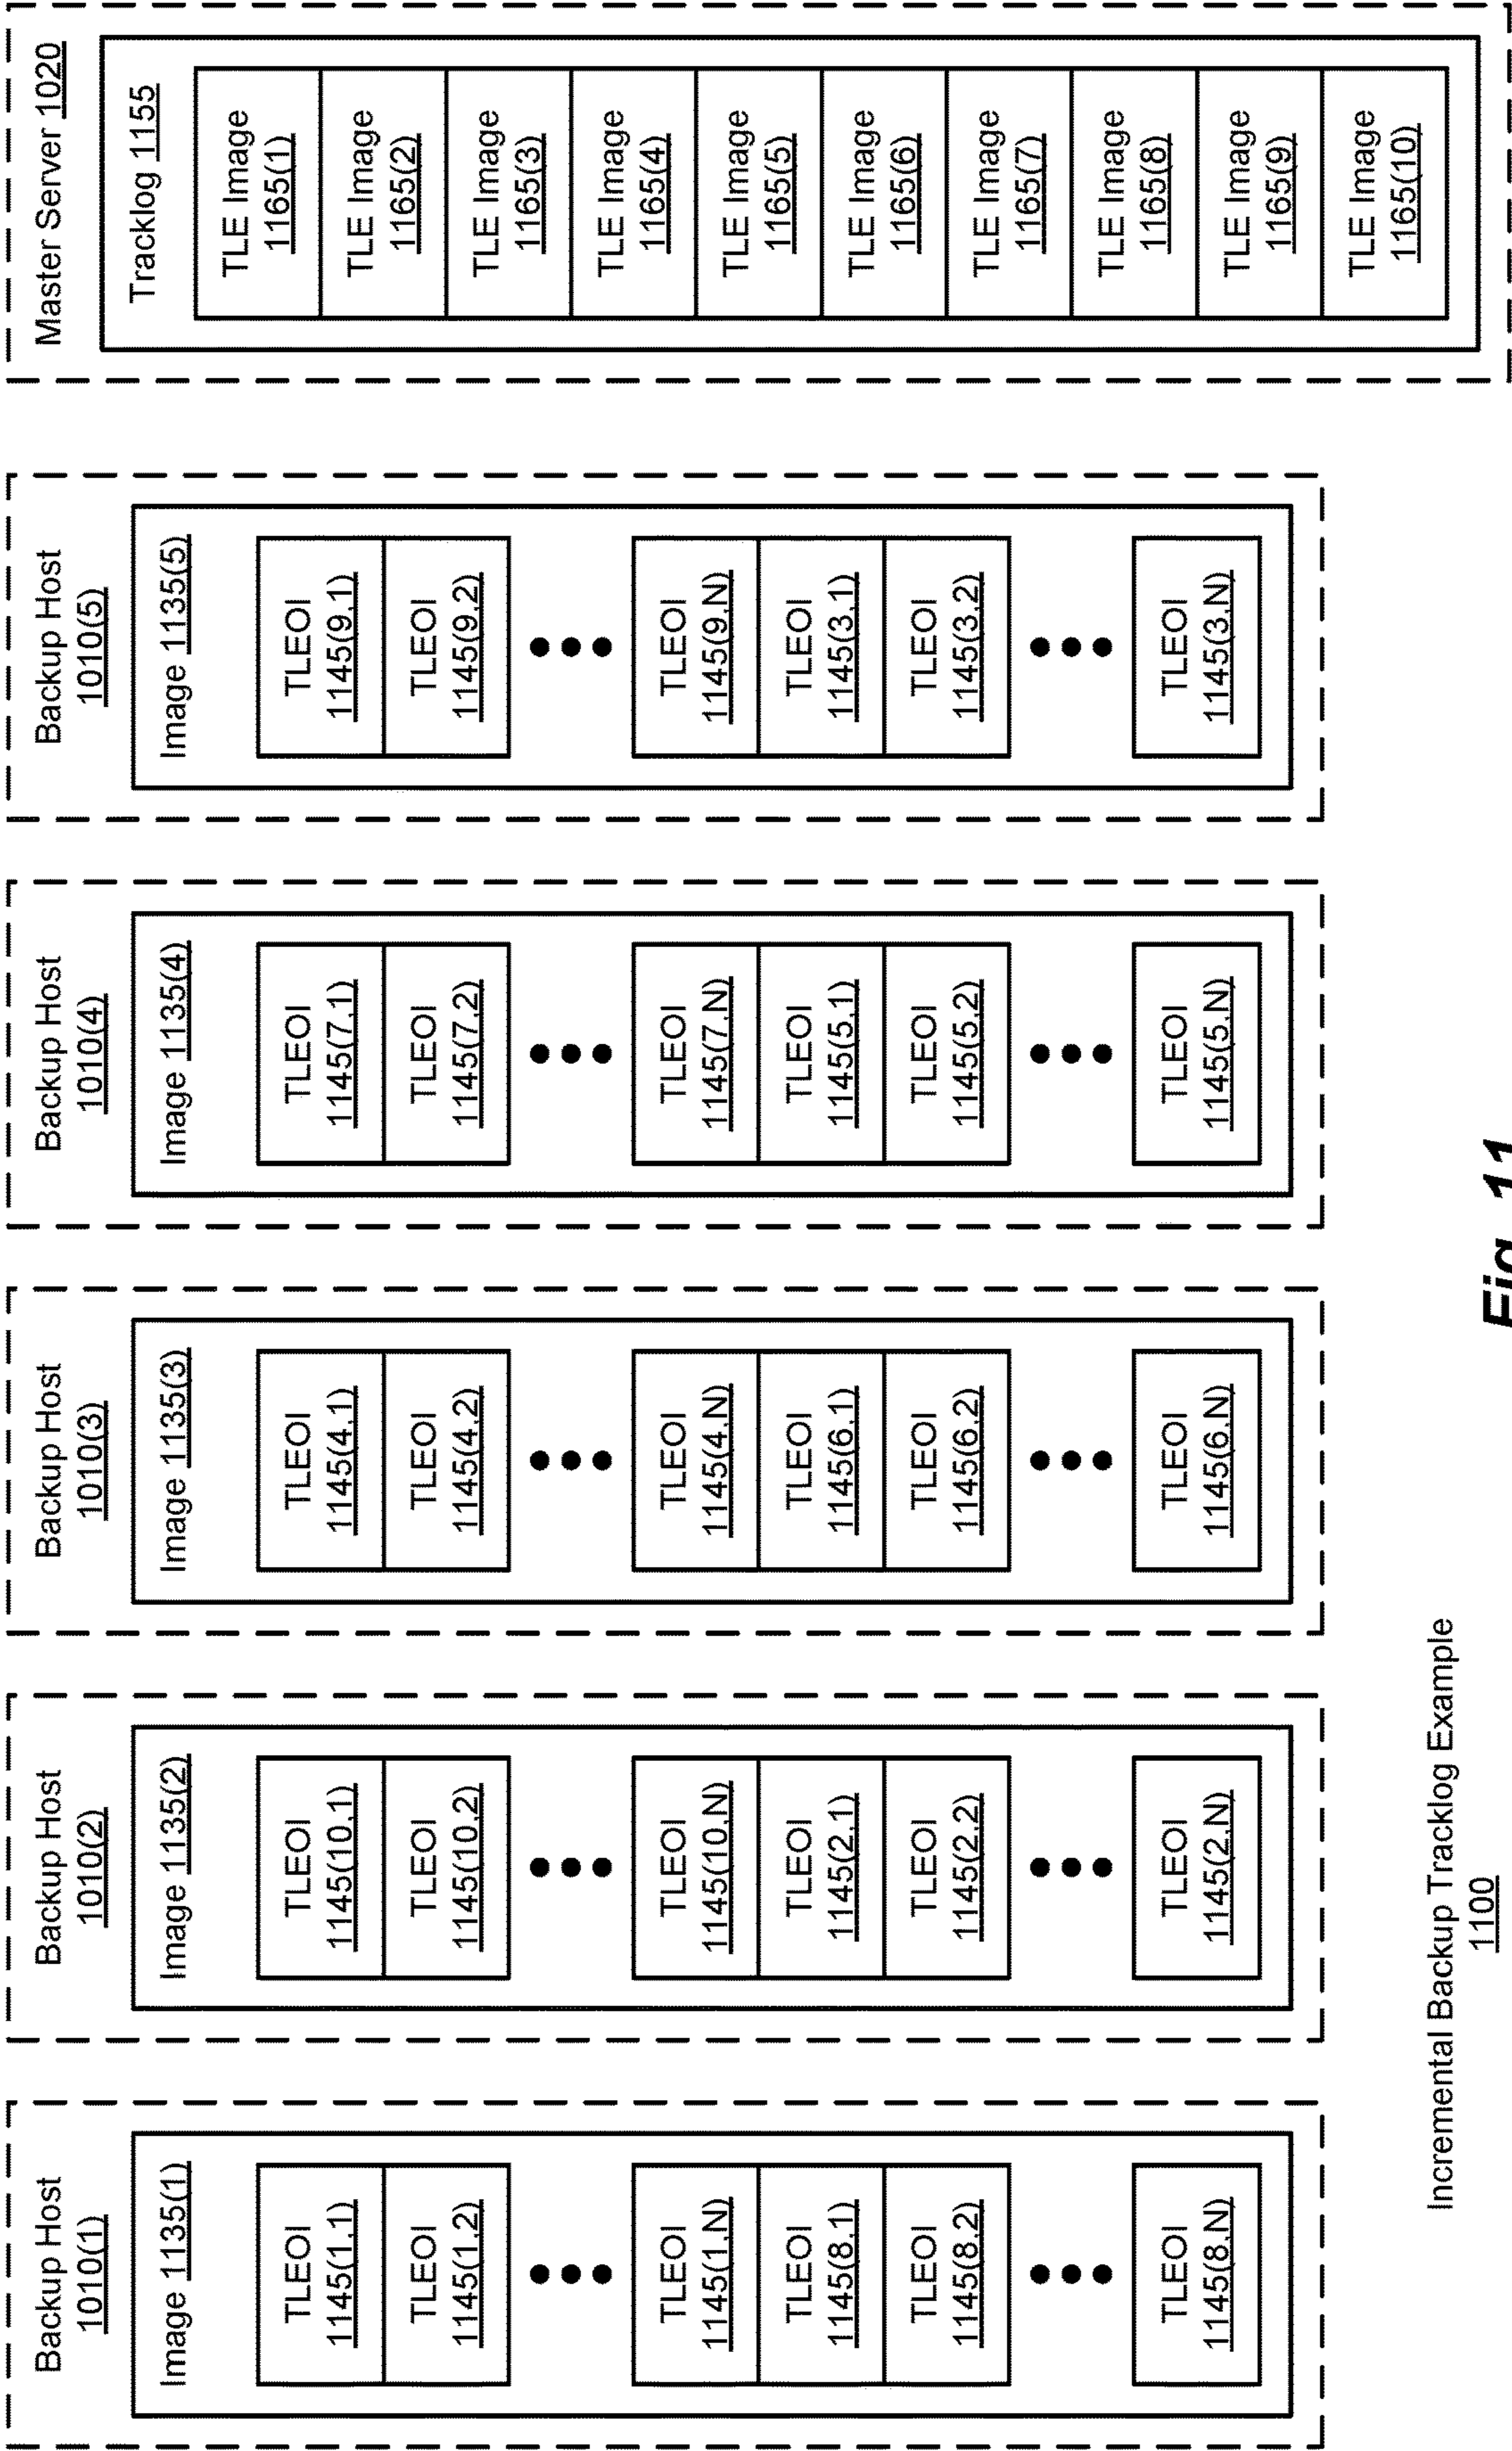 Backup Host
1010(1)
Image 1135(1)
TLEOI
1145(1,1)
TLEOI
1145(1,2)
TLEOI
1145(1,N)
TLEOI
1145(8,1)
TLEOI
1145(8,2)
TLEOI
1145(8,N)
Backup Host
1010(2)
Image 1135(2)
TLEOI
1145(10,1)
TLEOI
1145(10,2)
TLEOI
1145(10,N)
TLEOI
1145(2,1)
TLEOI
1145(2,2)
TLEOI
1145(2,N)
Backup Host
1010(3)
Image 1135(3)
TLEOI
1145(4,1)
TLEOI
1145(4,2)
TLEOI
1145(4,N)
TLEOI
1145(6,1)
TLEOI
1145(6,2)
TLEOI
1145(6,N)
Backup Host
1010(4)
Image 1135(4)
TLEOI
1145(7,1)
TLEOI
1145(7,2)
TLEOI
1145(7,N)
TLEOI
1145(5,1)
TLEOI
1145(5,2)
TLEOI
1145(5,N)
Backup Host
1010(5)
Image 1135(5)
TLEOI
1145(9,1)
TLEOI
1145(9,2)
TLEOI
1145(9,N)
TLEOI
1145(3,1)
TLEOI
1145(3,2)
TLEOI
1145(3,N)
Master Server 1020
Tracklog 1155
TLE Image
1165(1)
TLE Image
1165(2)
TLE Image
1165(3)
TLE Image
1165(4)
TLE Image
1165(5)
TLE Image
1165(6)
TLE Image
1165(7)
TLE Image
1165(8)
TLE Image
1165(9)
TLE Image
1165(10)
Incremental Backup Tracklog Example
1100
Fig. 11